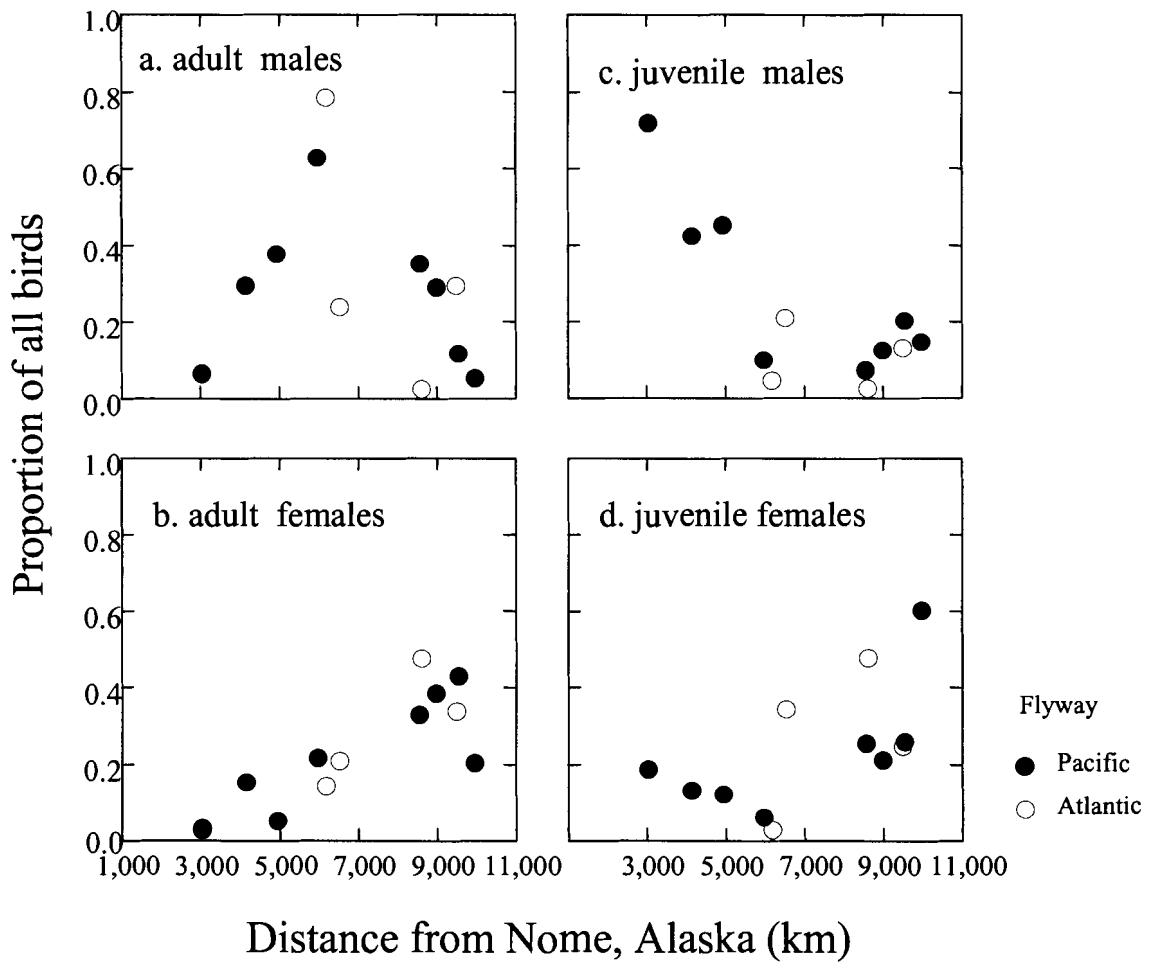 Proportion of all birds
1.0
0.8
0.6
0.4
0.2
0.0
a. adult males
c. juvenile males
1.0
0.8
0.6
0.4
0.2
0.0
b. adult females
d. juvenile females
1,000 3,000 5,000 7,000 9,000 11,000
3,000 5,000 7,000 9,000 11,000
Distance from Nome, Alaska (km)
Flyway
Pacific
Atlantic